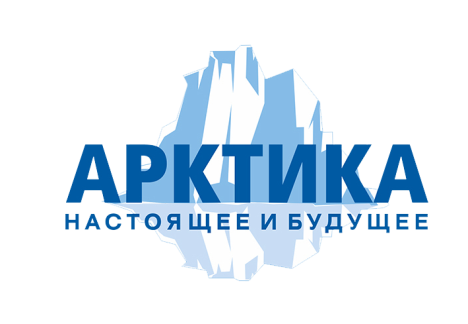 АРКТИКА
НАСТОЯЩЕЕ И БУДУЩЕЕ